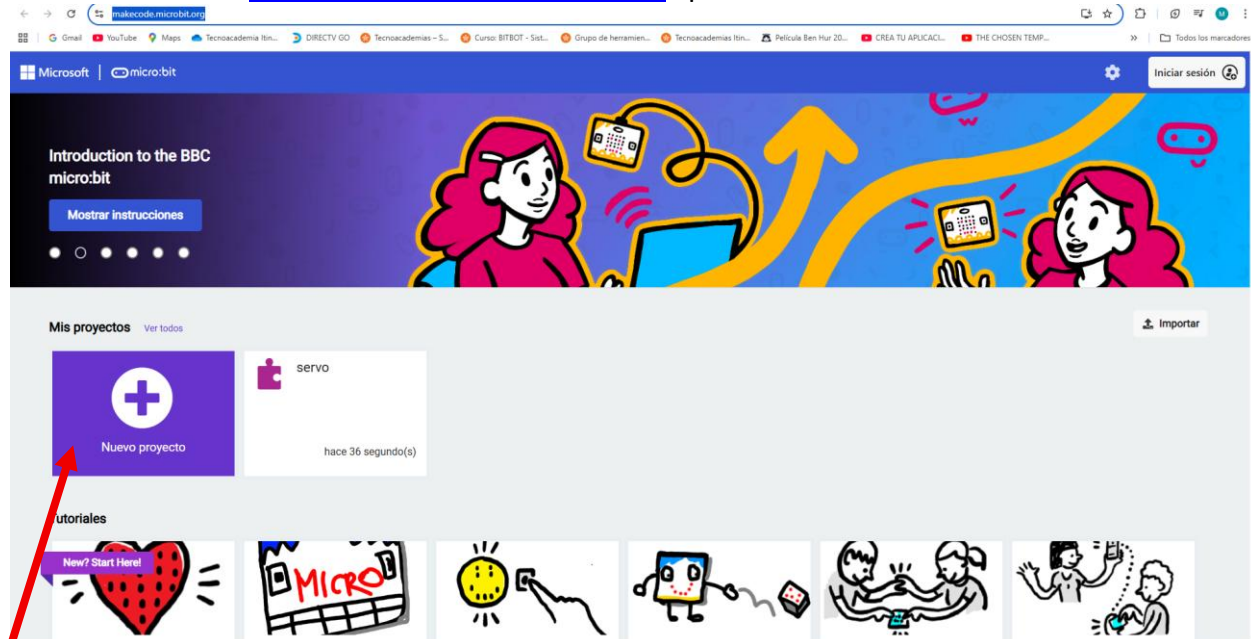 makecode.microbit.org
Gmail
YouTube
Maps
Tecnoacademia Itin...
DIRECTV GO
Tecnoacademias – S...
Curso: BITBOT - Sist...
Grupo de herramien...
Tecnoacademias Itin...
Película Ben Hur 20...
CREA TU APLICACI...
THE CHOSEN TEMP...
»
Todos los marcadores
Microsoft
micro:bit
Iniciar sesión
Introduction to the BBC
micro:bit
Mostrar instrucciones
Mis proyectos
Ver todos
Importar
Nuevo proyecto
servo
hace 36 segundo(s)
utoriales
New? Start Here!
MICRO